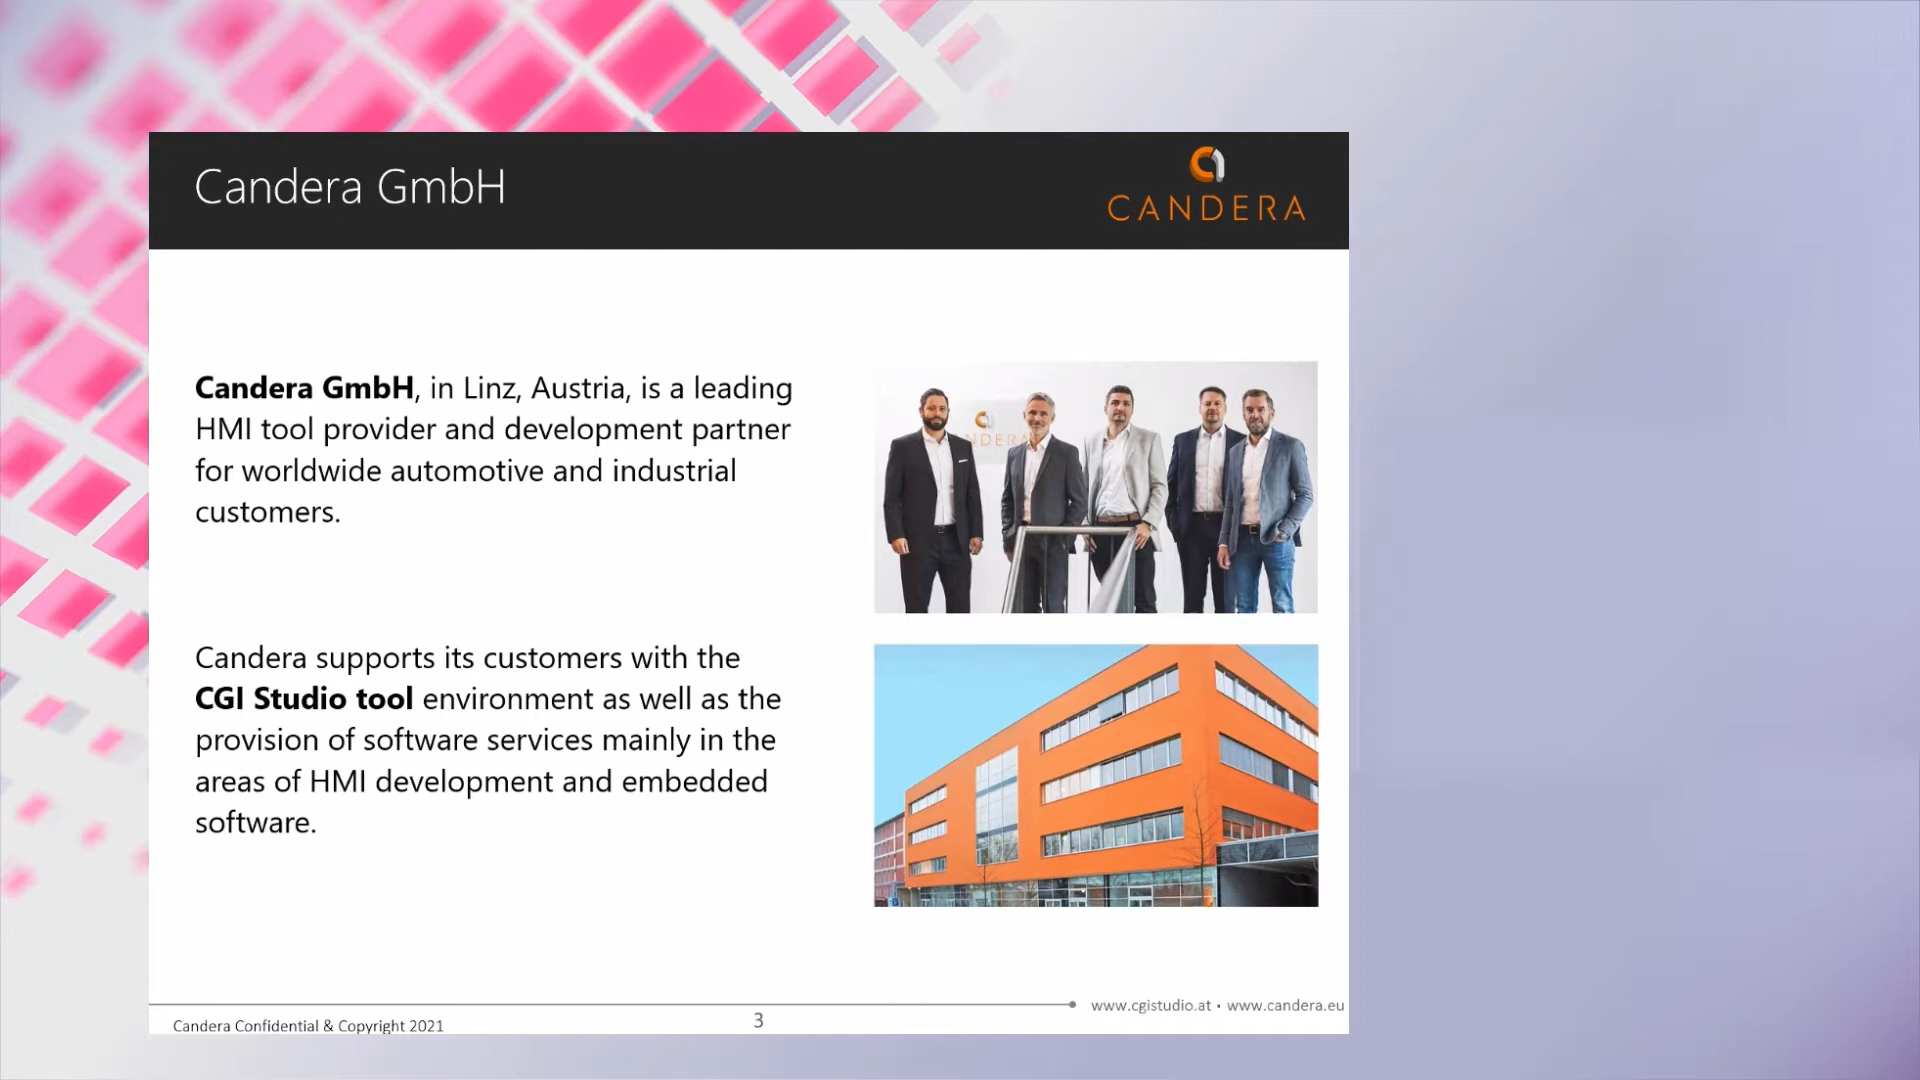 Candera GmbH
CANDERA
Candera GmbH, in Linz, Austria, is a leading
HMI tool provider and development partner
for worldwide automotive and industrial
customers.
Candera supports its customers with the
CGI Studio tool environment as well as the
provision of software services mainly in the
areas of HMI development and embedded
software.
www.cgistudio.at • www.candera.eu
Candera Confidential & Copyright 2021
3